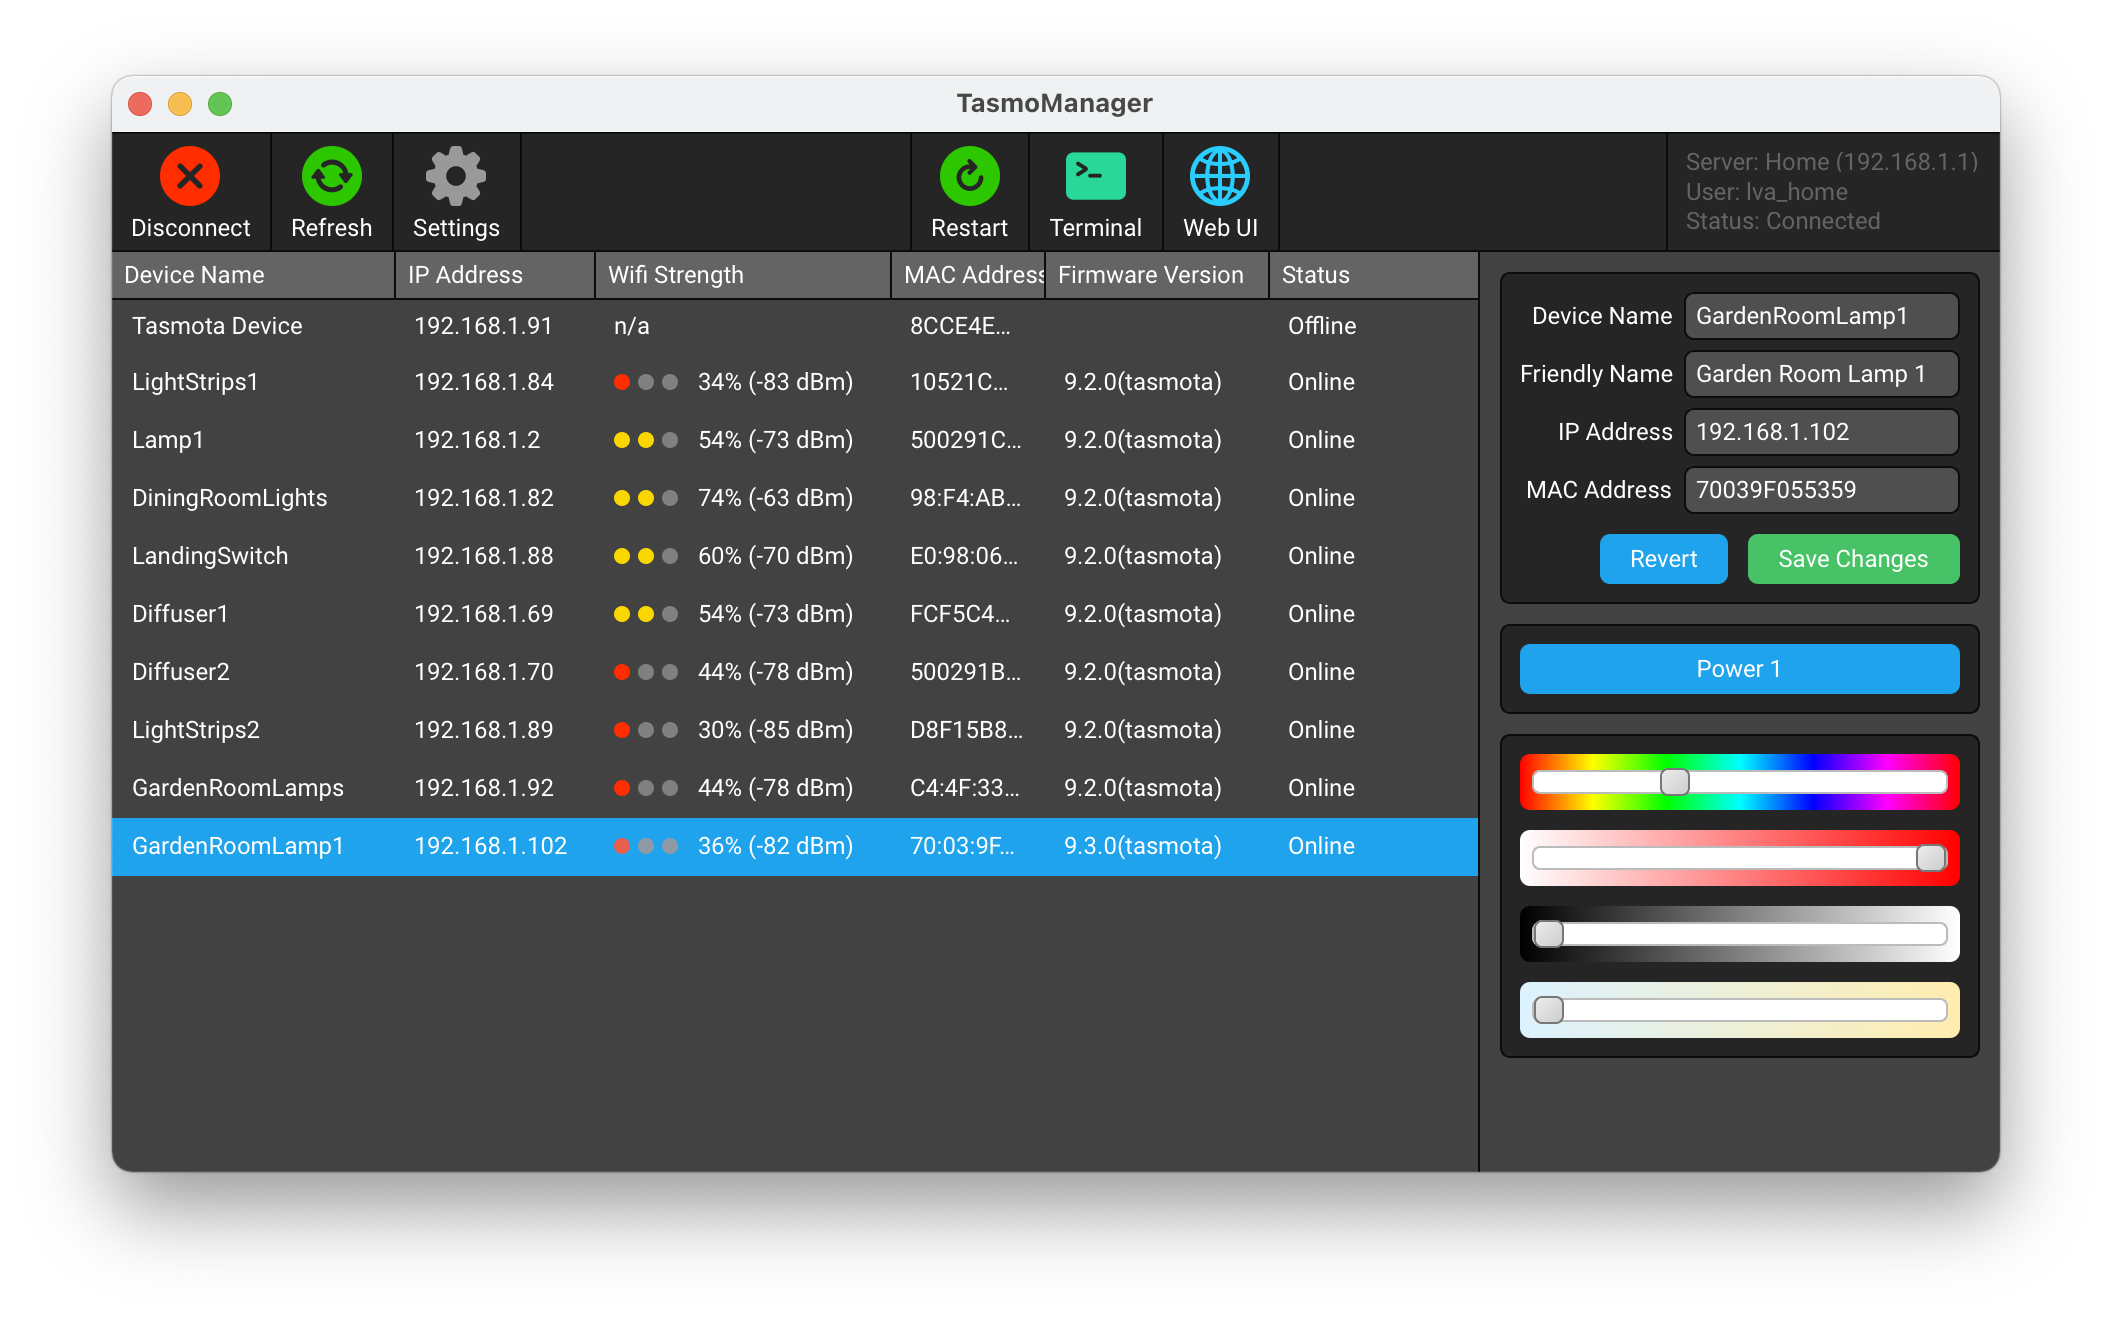 TasmoManager
Disconnect Refresh Settings Restart Terminal Web UI
Server: Home (192.168.1.1)
User: lva_home
Status: Connected
Device Name IP Address Wifi Strength MAC Address Firmware Version Status
Tasmota Device 192.168.1.91 n/a 8CCE4E... Offline
LightStrips1 192.168.1.84 34% (-83 dBm) 10521C... 9.2.0(tasmota) Online
Lamp1 192.168.1.2 54% (-73 dBm) 500291C... 9.2.0(tasmota) Online
DiningRoomLights 192.168.1.82 74% (-63 dBm) 98:F4:AB... 9.2.0(tasmota) Online
LandingSwitch 192.168.1.88 60% (-70 dBm) E0:98:06... 9.2.0(tasmota) Online
Diffuser1 192.168.1.69 54% (-73 dBm) FCF5C4... 9.2.0(tasmota) Online
Diffuser2 192.168.1.70 44% (-78 dBm) 500291B... 9.2.0(tasmota) Online
LightStrips2 192.168.1.89 30% (-85 dBm) D8F15B8... 9.2.0(tasmota) Online
GardenRoomLamps 192.168.1.92 44% (-78 dBm) C4:4F:33... 9.2.0(tasmota) Online
GardenRoomLamp1 192.168.1.102 36% (-82 dBm) 70:03:9F... 9.3.0(tasmota) Online
Device Name GardenRoomLamp1
Friendly Name Garden Room Lamp 1
IP Address 192.168.1.102
MAC Address 70039F055359
Revert Save Changes
Power 1